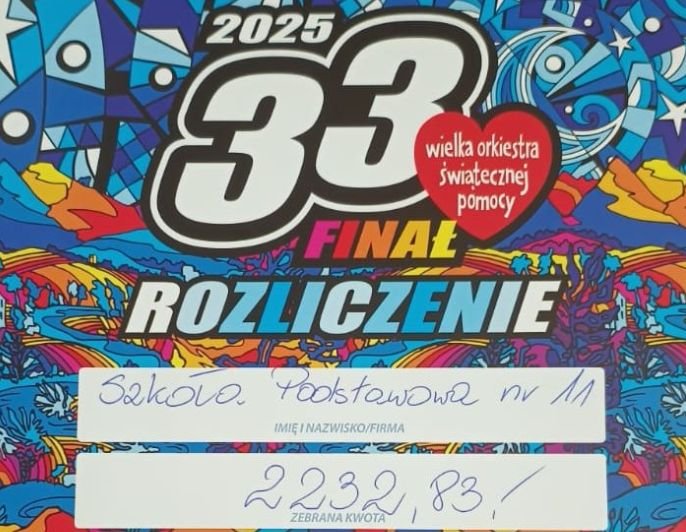 2025
33
wielka orkiestra
świątecznej
pomocy
FINAŁ
ROZLICZENIE
Szkoła Podstawowa nr 11
IMIĘ I NAZWISKO/FIRMA
2232,83!
ZEBRANA KWOTA